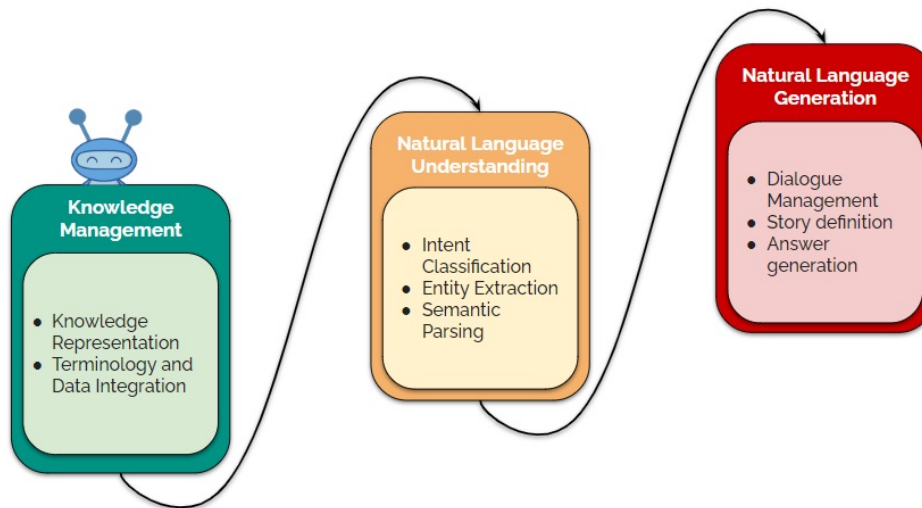 Knowledge
Management
● Knowledge
Representation
● Terminology and
Data Integration
Natural Language
Understanding
● Intent
Classification
● Entity Extraction
● Semantic
Parsing
Natural Language
Generation
● Dialogue
Management
● Story definition
● Answer
generation